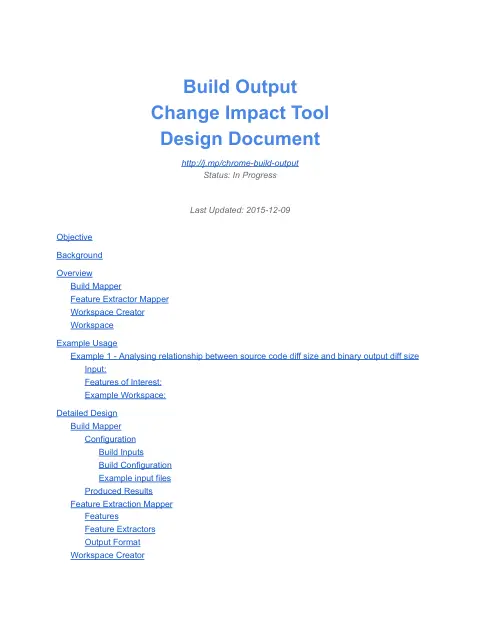 Build Output
Change Impact Tool
Design Document
http://j.mp/chrome-build-output
Status: In Progress
Last Updated: 2015-12-09
Objective
Background
Overview
Build Mapper
Feature Extractor Mapper
Workspace Creator
Workspace
Example Usage
Example 1 - Analysing relationship between source code diff size and binary output diff size
Input:
Features of Interest:
Example Workspace:
Detailed Design
Build Mapper
Configuration
Build Inputs
Build Configuration
Example input files
Produced Results
Feature Extraction Mapper
Features
Feature Extractors
Output Format
Workspace Creator